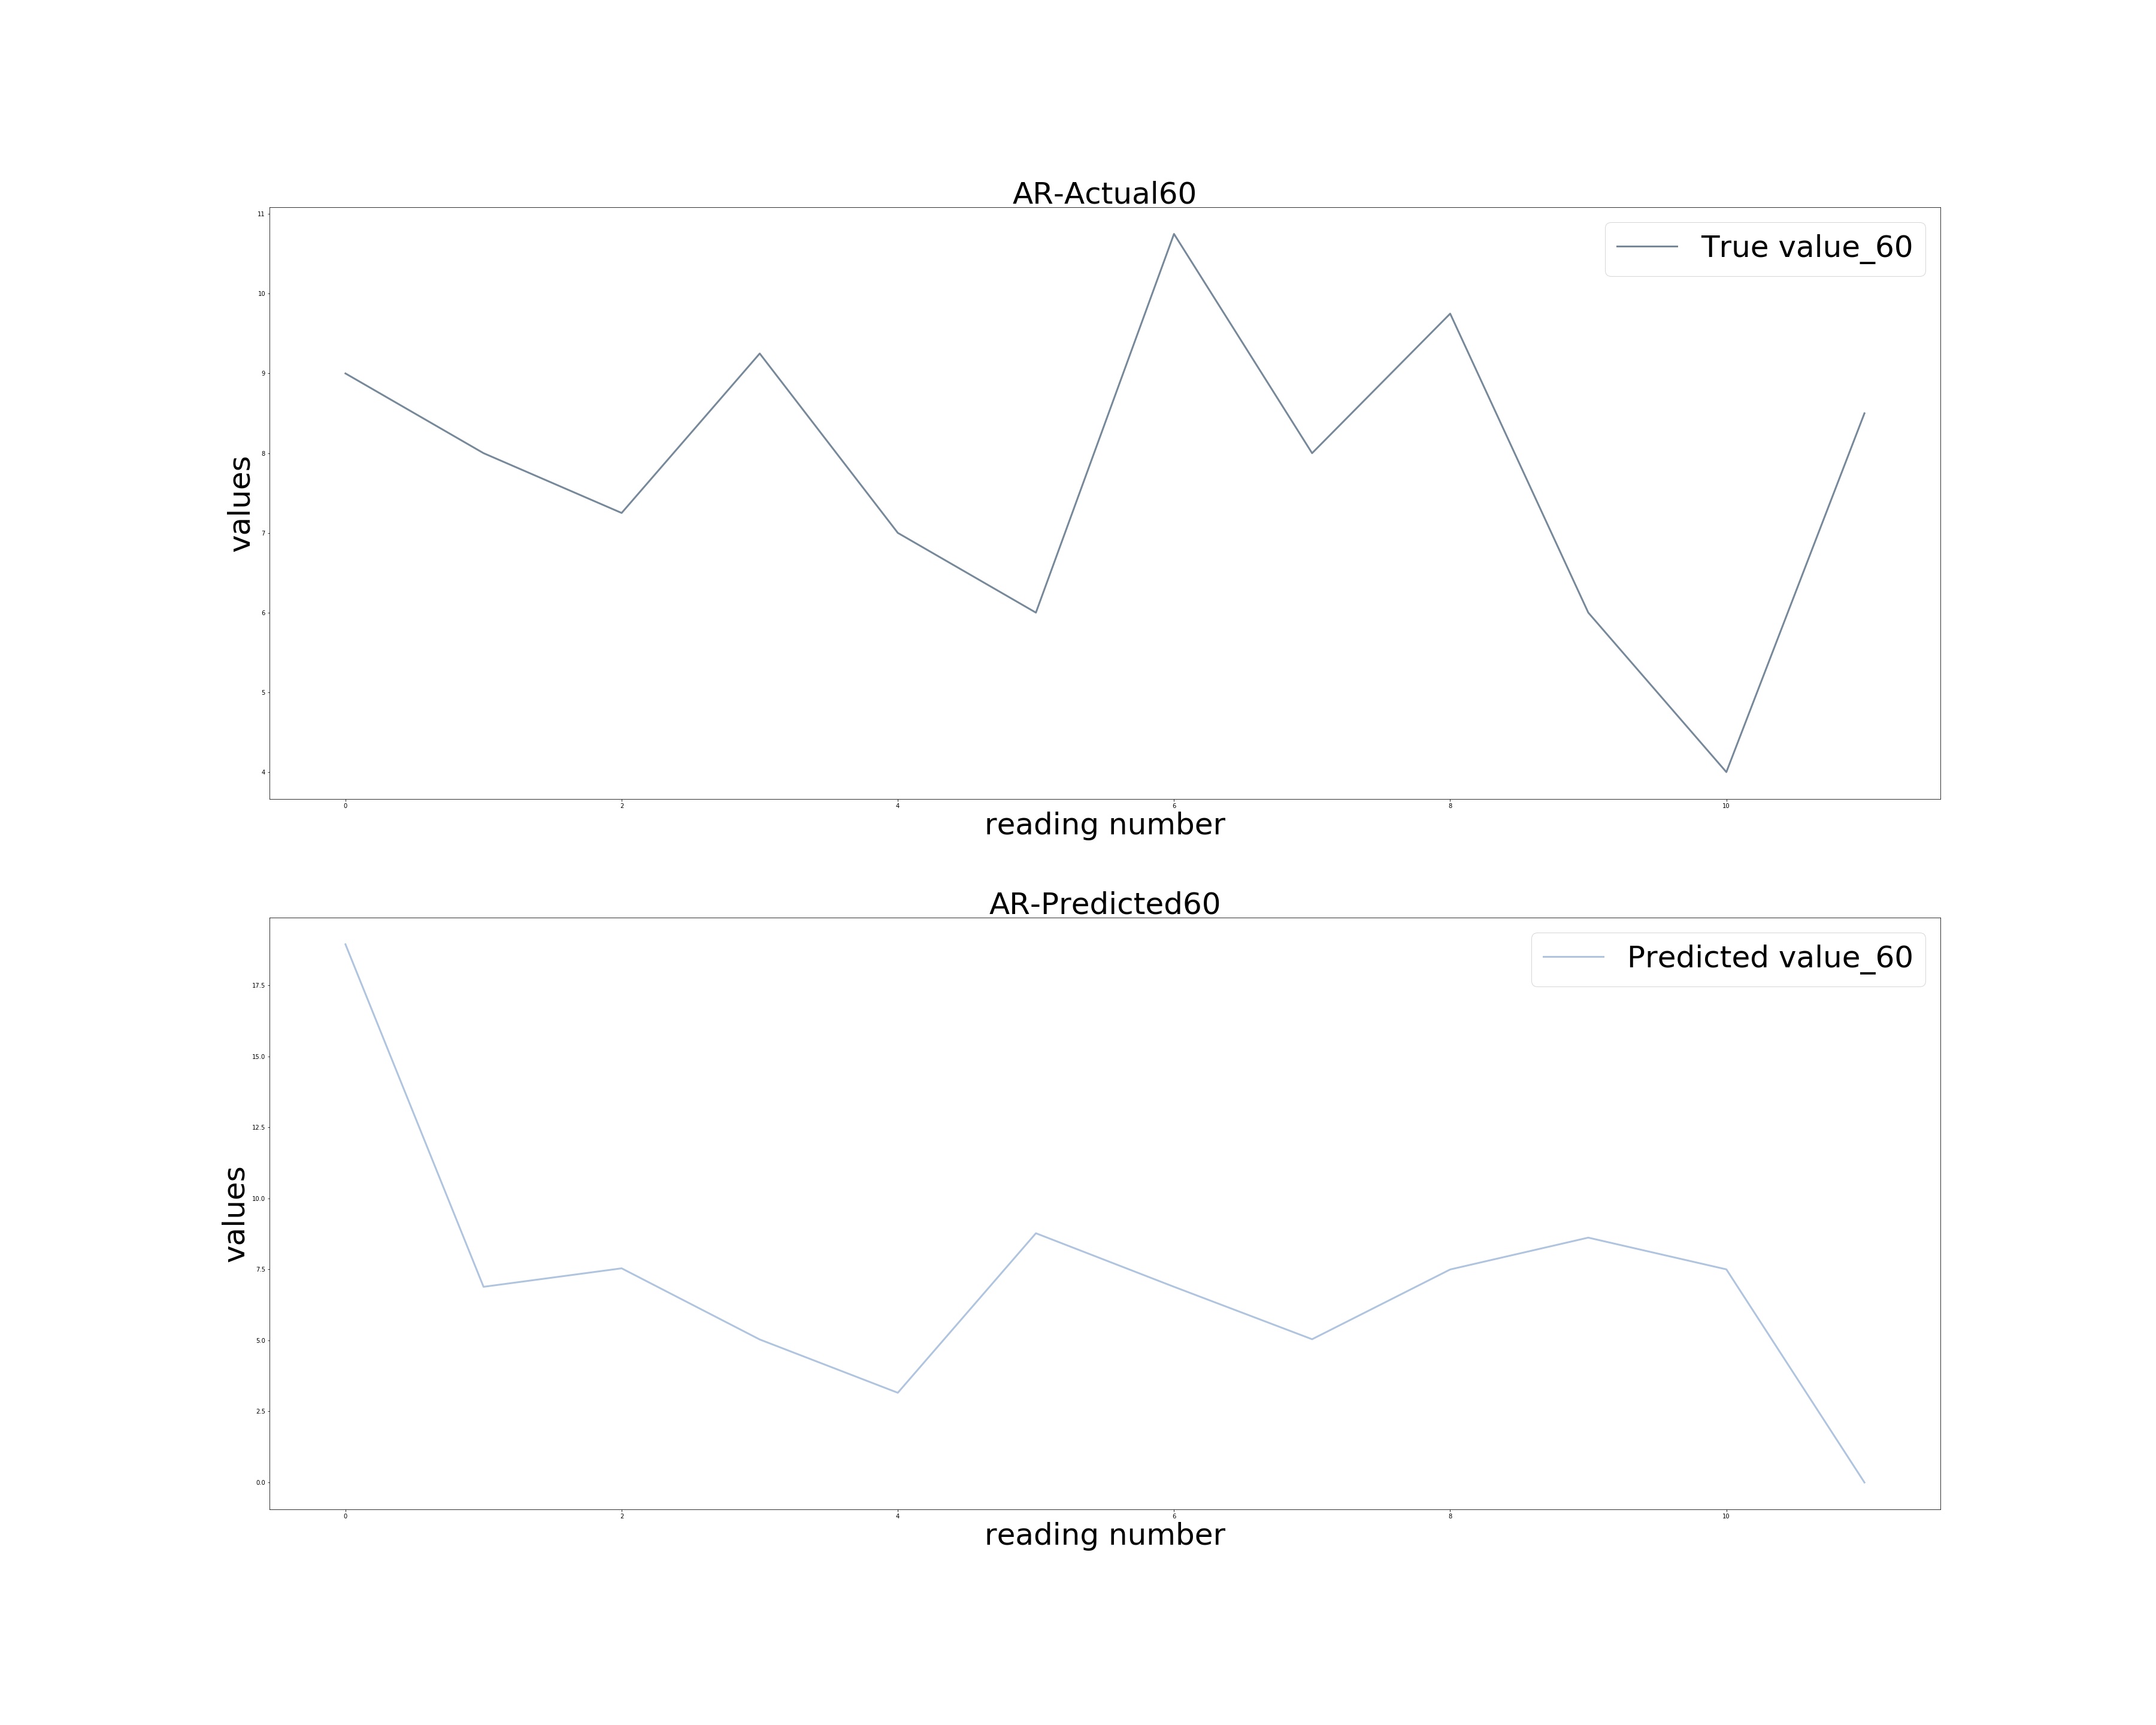 AR-Actual60
True value_60
values
11
10
9
8
7
6
5
4
0 2 4 6 8 10
reading number
AR-Predicted60
Predicted value_60
values
17.5
15.0
12.5
10.0
7.5
5.0
2.5
0.0
0 2 4 6 8 10
reading number